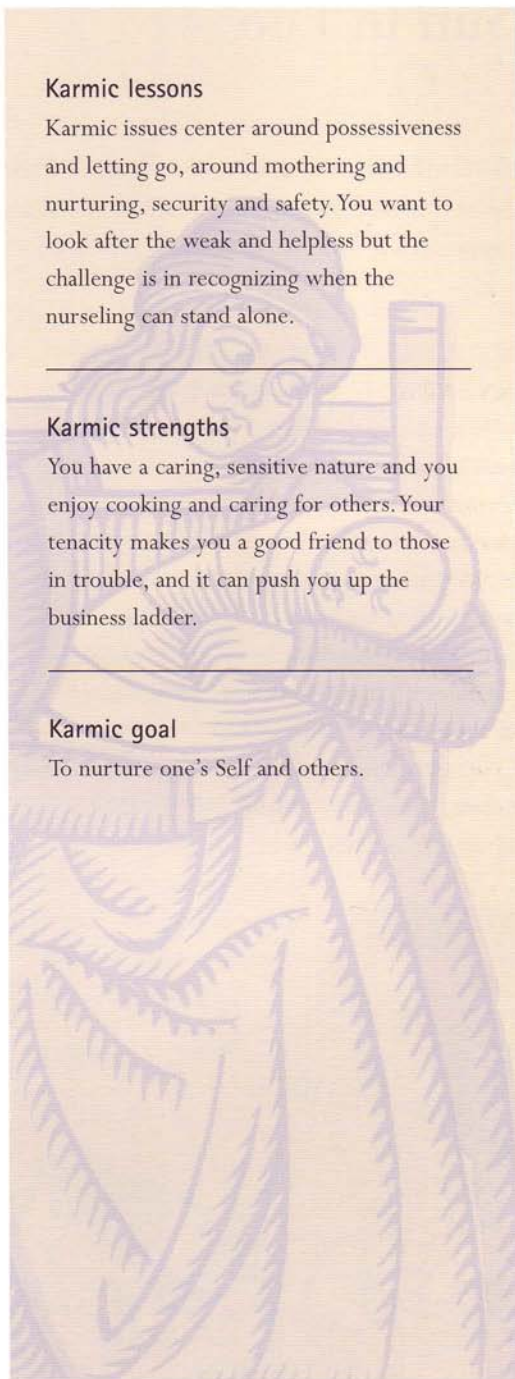 Karmic lessons
Karmic issues center around possessiveness
and letting go, around mothering and
nurturing, security and safety. You want to
look after the weak and helpless but the
challenge is in recognizing when the
nurseling can stand alone.
Karmic strengths
You have a caring, sensitive nature and you
enjoy cooking and caring for others. Your
tenacity makes you a good friend to those
in trouble, and it can push you up the
business ladder.
Karmic goal
To nurture one's Self and others.